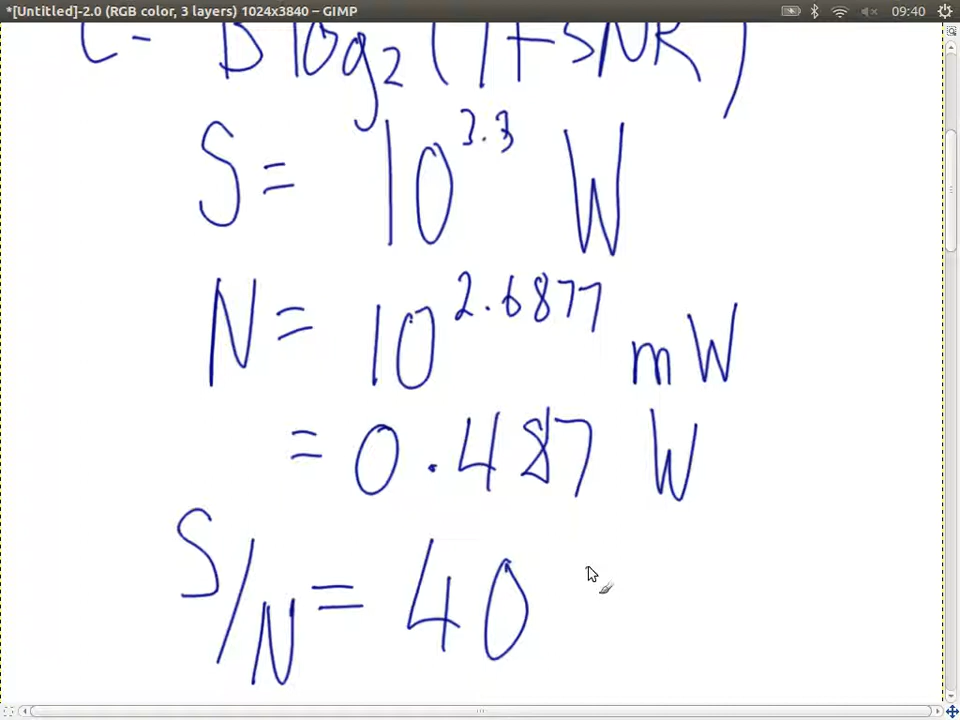 *[Untitled]-2.0 (RGB color, 3 layers) 1024x3840 – GIMP
09:40
C = B log₂(1+SNR)
S = 10^3.3 W
N = 10^2.6877 mW
= 0.487 W
S/N = 40